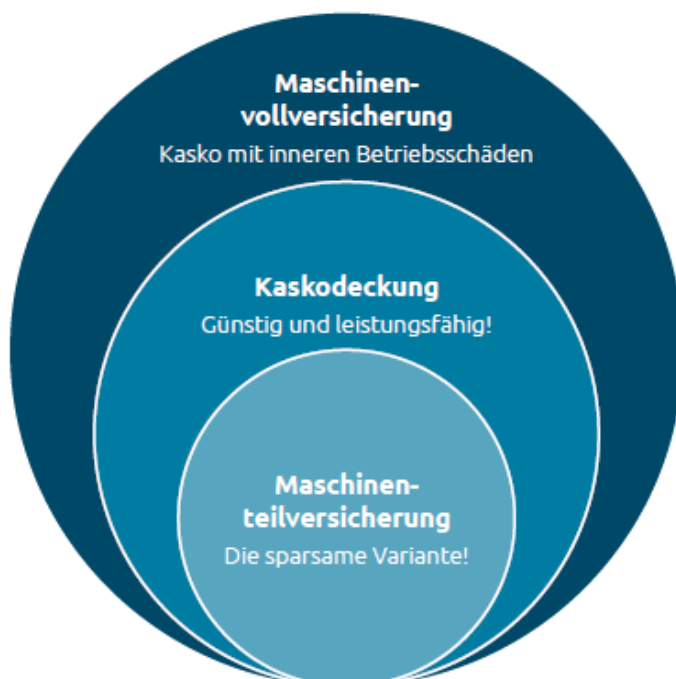 Maschinen-
vollversicherung
Kasko mit inneren Betriebsschäden
Kaskodeckung
Günstig und leistungsfähig!
Maschinen-
teilversicherung
Die sparsame Variante!